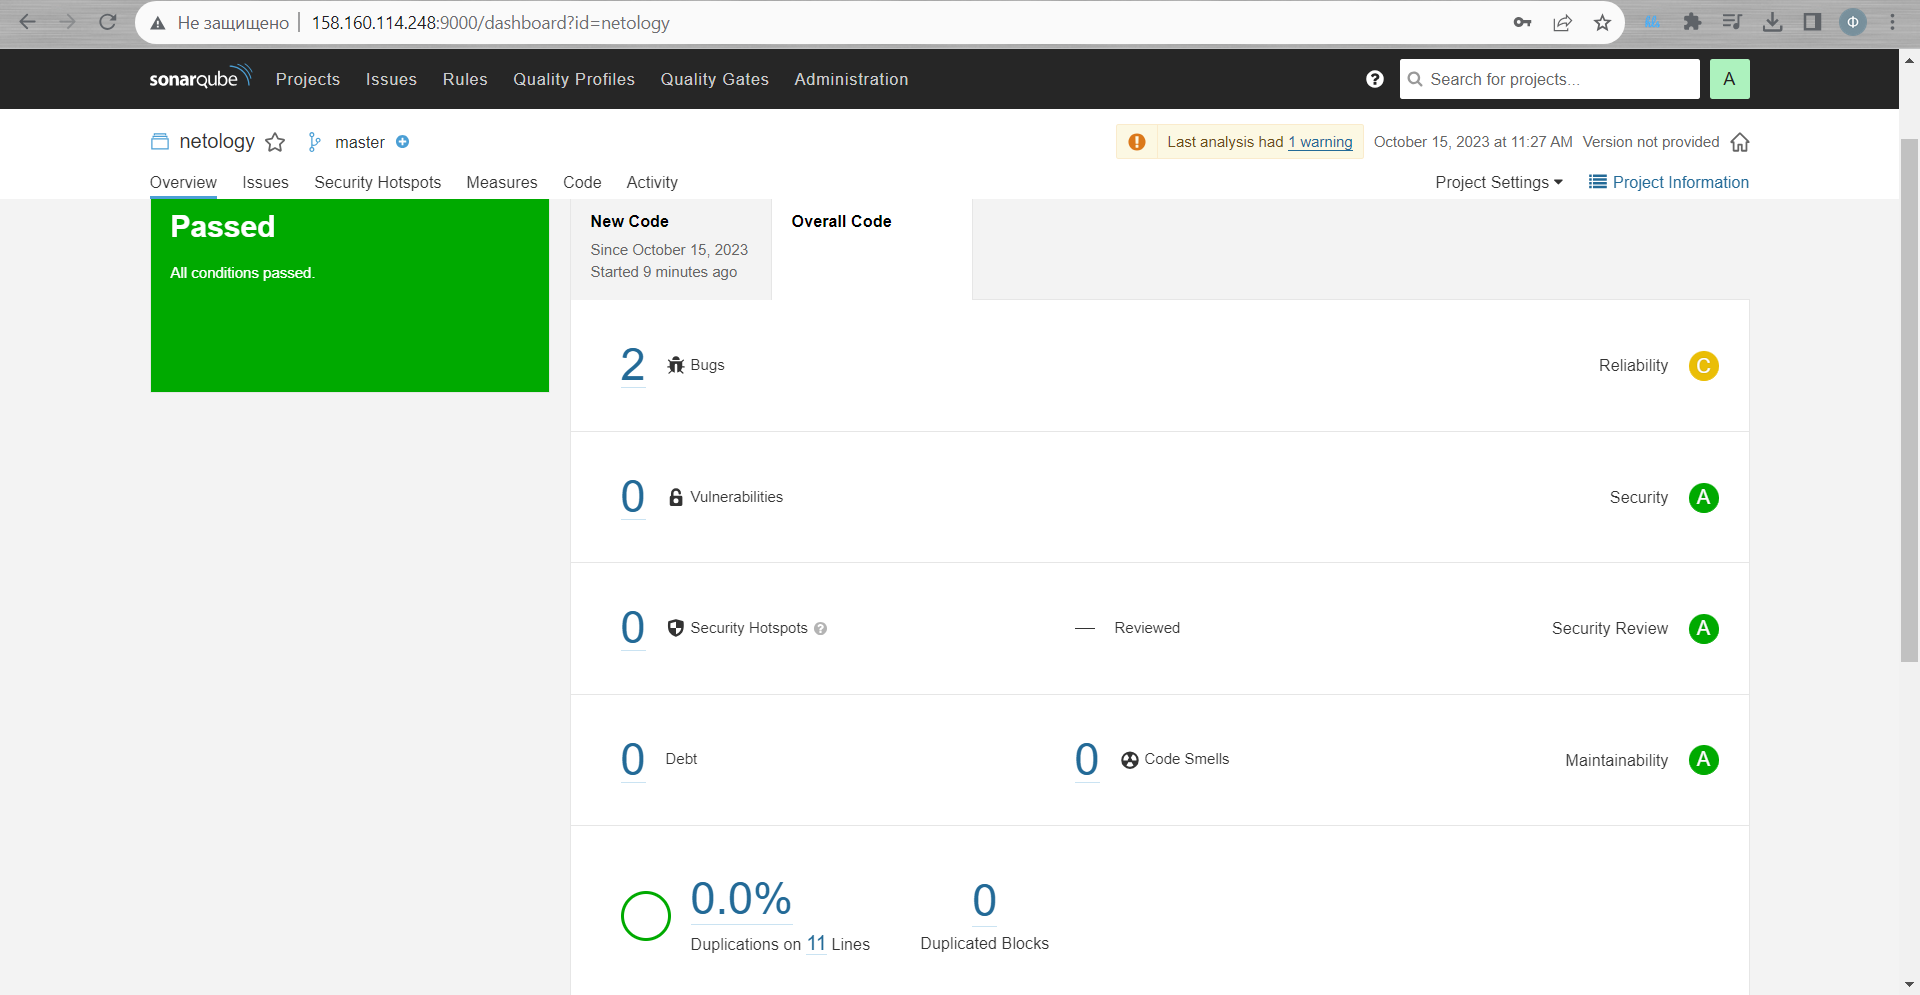 Не защищено 158.160.114.248:9000/dashboard?id=netology Ф
sonarqube Projects Issues Rules Quality Profiles Quality Gates Administration ? Search for projects... A
netology master Last analysis had 1 warning October 15, 2023 at 11:27 AM Version not provided
Overview Issues Security Hotspots Measures Code Activity Project Settings Project Information
Passed
All conditions passed.
New Code
Since October 15, 2023
Started 9 minutes ago
Overall Code
2 Bugs Reliability C
0 Vulnerabilities Security A
0 Security Hotspots ? — Reviewed Security Review A
0 Debt 0 Code Smells Maintainability A
0.0% 0
Duplications on 11 Lines Duplicated Blocks